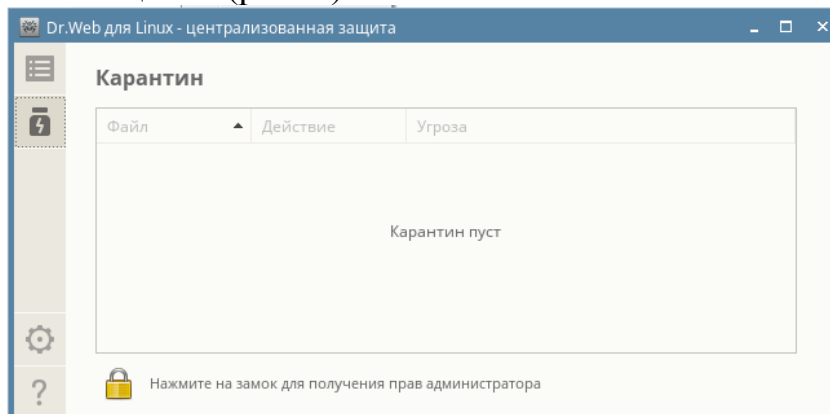 Dr.Web для Linux - централизованная защита
Карантин
Файл Действие Угроза
Карантин пуст
Нажмите на замок для получения прав администратора
?